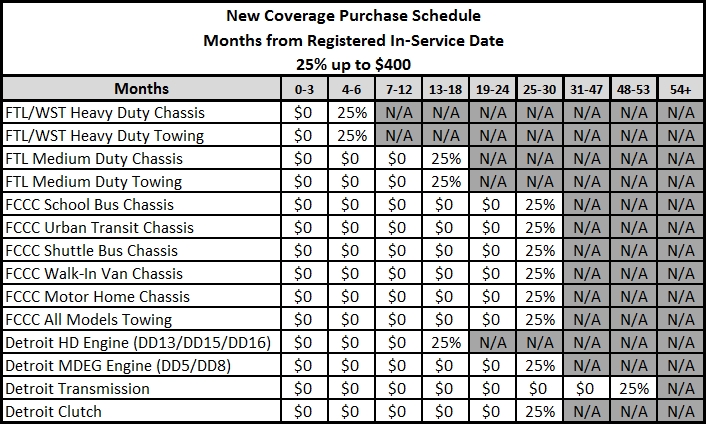 New Coverage Purchase Schedule
Months from Registered In-Service Date
25% up to $400
Months 0-3 4-6 7-12 13-18 19-24 25-30 31-47 48-53 54+
FTL/WST Heavy Duty Chassis $0 25% N/A N/A N/A N/A N/A N/A N/A
FTL/WST Heavy Duty Towing $0 25% N/A N/A N/A N/A N/A N/A N/A
FTL Medium Duty Chassis $0 $0 $0 25% N/A N/A N/A N/A N/A
FTL Medium Duty Towing $0 $0 $0 25% N/A N/A N/A N/A N/A
FCCC School Bus Chassis $0 $0 $0 $0 $0 25% N/A N/A N/A
FCCC Urban Transit Chassis $0 $0 $0 $0 $0 25% N/A N/A N/A
FCCC Shuttle Bus Chassis $0 $0 $0 $0 $0 25% N/A N/A N/A
FCCC Walk-In Van Chassis $0 $0 $0 $0 $0 25% N/A N/A N/A
FCCC Motor Home Chassis $0 $0 $0 $0 $0 25% N/A N/A N/A
FCCC All Models Towing $0 $0 $0 $0 $0 25% N/A N/A N/A
Detroit HD Engine (DD13/DD15/DD16) $0 $0 $0 25% N/A N/A N/A N/A N/A
Detroit MDEG Engine (DD5/DD8) $0 $0 $0 $0 $0 25% N/A N/A N/A
Detroit Transmission $0 $0 $0 $0 $0 $0 $0 25% N/A
Detroit Clutch $0 $0 $0 $0 $0 25% N/A N/A N/A